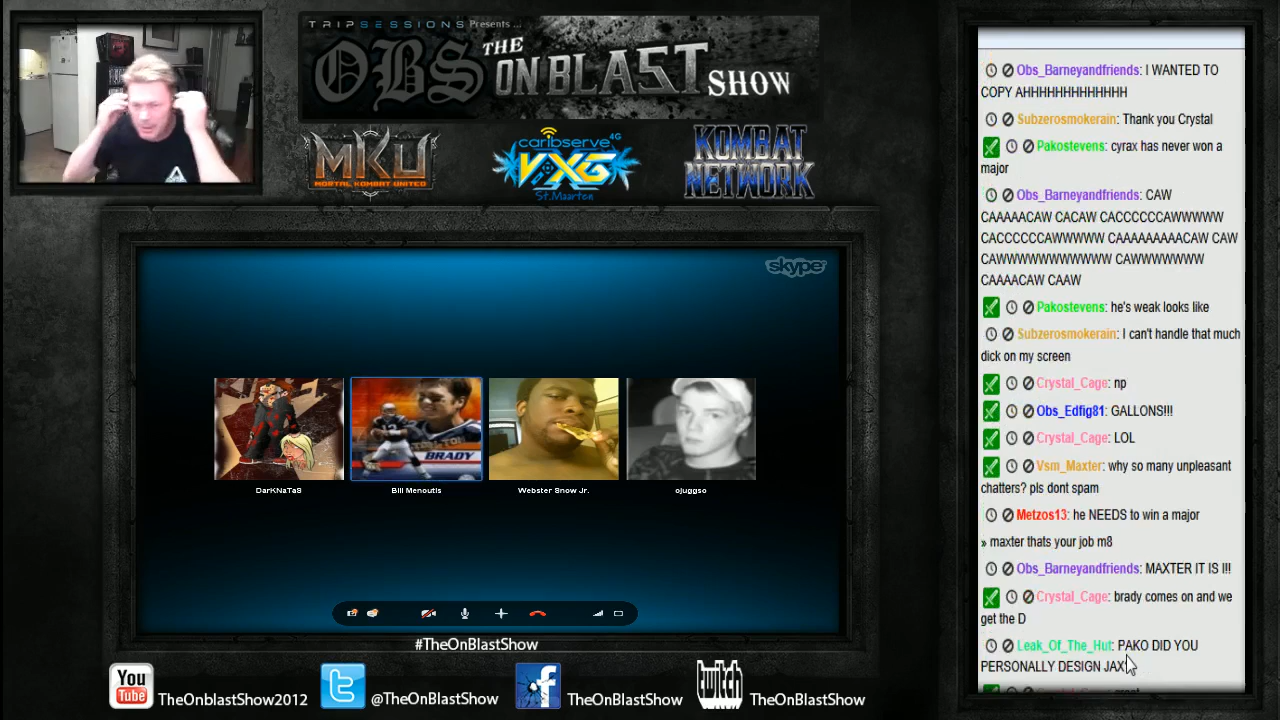 TRIPSESSIONS Presents ...
OBS THE ON BLAST SHOW
MKU
MORTAL KOMBAT UNITED
caribserve 4G
VXG
St.Maarten
KOMBAT
NETWORK
skype
BRADY
DarKNaTaS
Bill Menoutis
Webster Snow Jr.
ojuggso
#TheOnBlastShow
You
Tube
TheOnblastShow2012
@TheOnBlastShow
TheOnBlastShow
twitch
TheOnBlastShow
Obs_Barneyandfriends: I WANTED TO
COPY AHHHHHHHHHHHHH
Subzerosmokerain: Thank you Crystal
Pakostevens: cyrax has never won a
major
Obs_Barneyandfriends: CAW
CAAAAACAW CACAW CACCCCCCAWWWWW
CACCCCCCAWWWWW CAAAAAAAAACAW CAW
CAWWWWWWWWWWWW CAWWWWWWW
CAAAACAW CAAW
Pakostevens: he's weak looks like
Subzerosmokerain: I can't handle that much
dick on my screen
Crystal_Cage: np
Obs_Edfig81: GALLONS!!!
Crystal_Cage: LOL
Vsm_Maxter: why so many unpleasant
chatters? pls dont spam
Metzos13: he NEEDS to win a major
» maxter thats your job m8
Obs_Barneyandfriends: MAXTER IT IS I!!
Crystal_Cage: brady comes on and we
get the D
Leak_Of_The_Hut: PAKO DID YOU
PERSONALLY DESIGN JAX